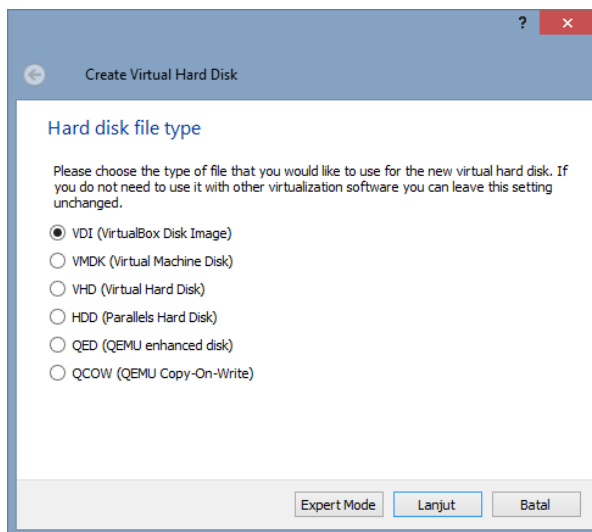 ?
Create Virtual Hard Disk
Hard disk file type
Please choose the type of file that you would like to use for the new virtual hard disk. If
you do not need to use it with other virtualization software you can leave this setting
unchanged.
VDI (VirtualBox Disk Image)
VMDK (Virtual Machine Disk)
VHD (Virtual Hard Disk)
HDD (Parallels Hard Disk)
QED (QEMU enhanced disk)
QCOW (QEMU Copy-On-Write)
Expert Mode Lanjut Batal